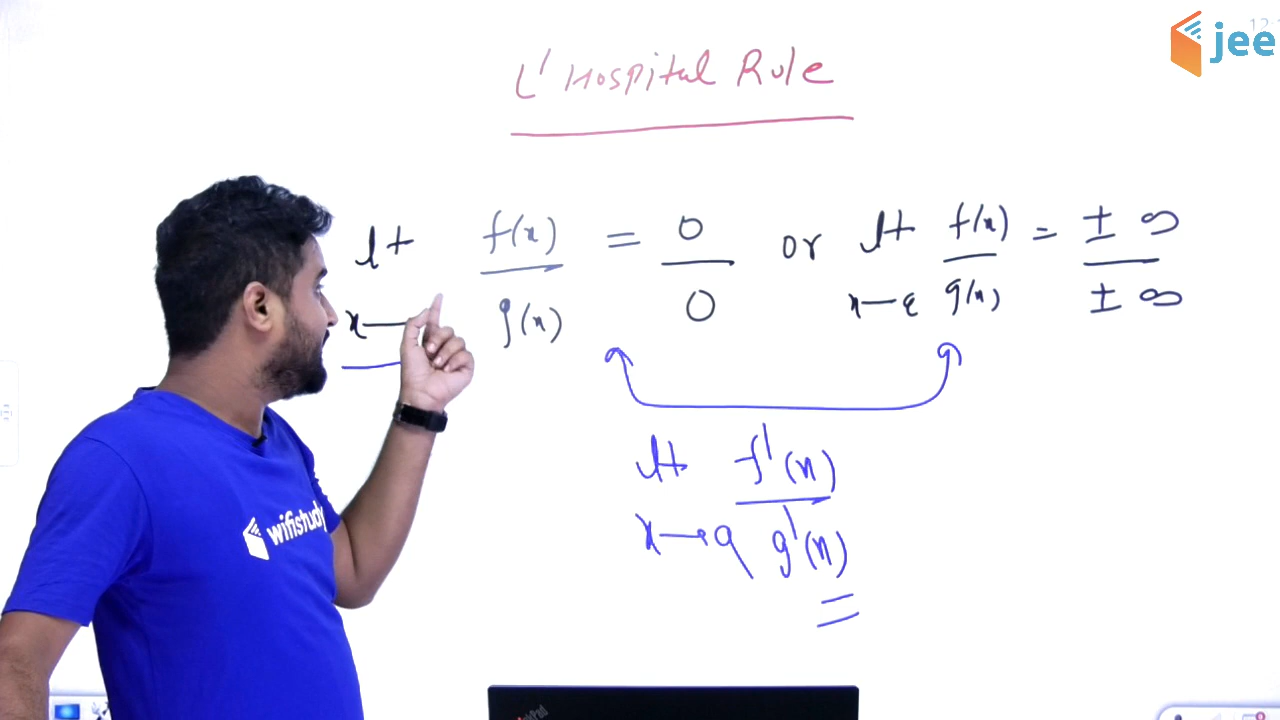 jee
L' Hospital Rule
lt f(x) = 0 or lt f(x) = ± ∞
x→ g(x) 0 x→a g(x) ± ∞
lt f'(x)
x→a g'(x)
=
wifistudy